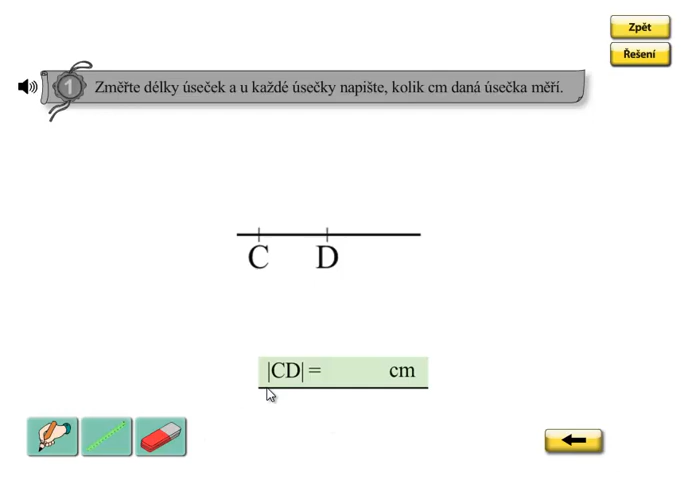 Zpět
Řešení
1 Změřte délky úseček a u každé úsečky napište, kolik cm daná úsečka měří.
C D
|CD| = cm